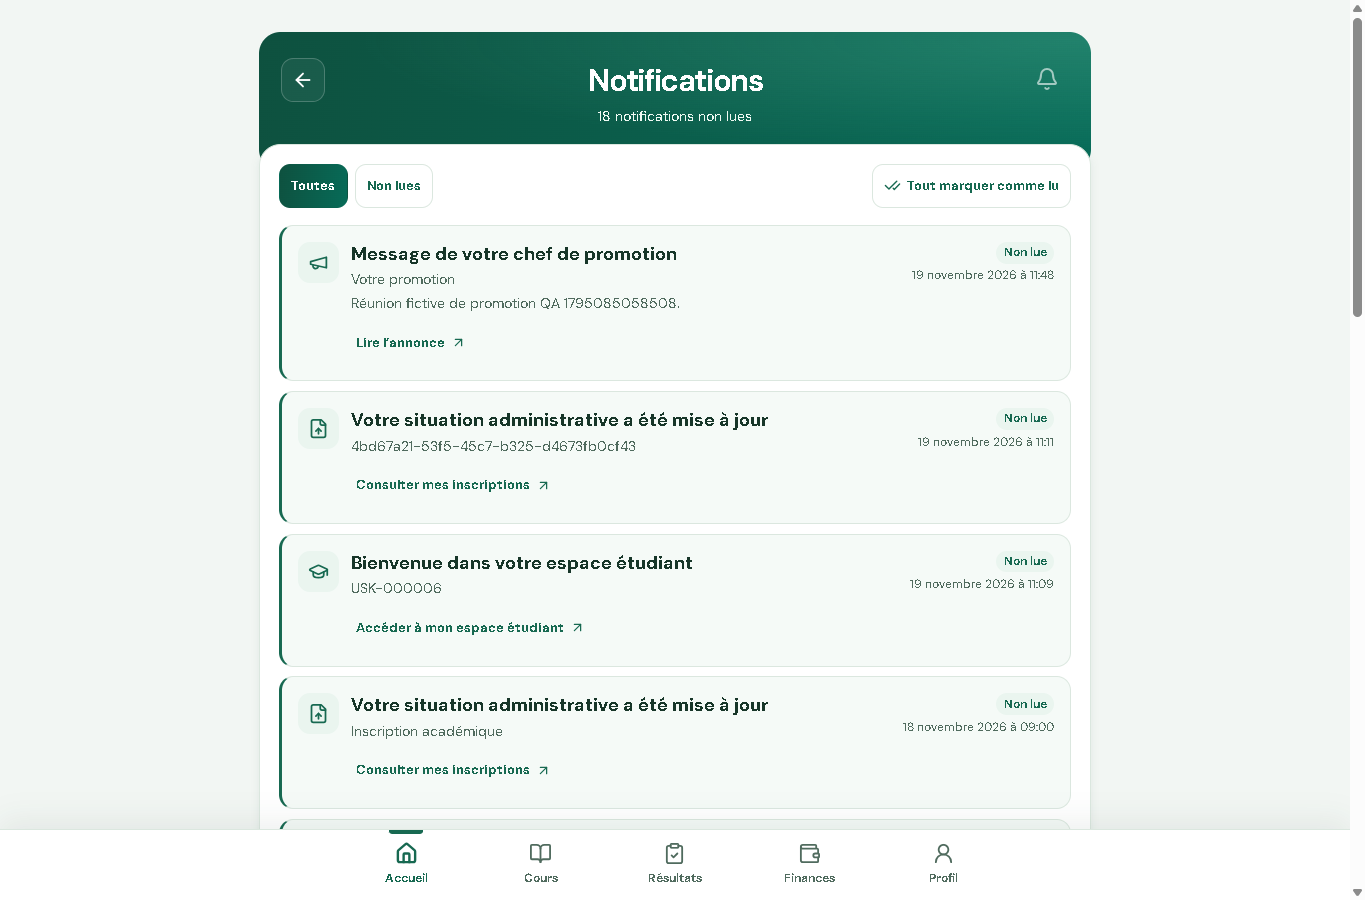 Notifications
18 notifications non lues
Toutes
Non lues
Tout marquer comme lu
Message de votre chef de promotion
Non lue
Votre promotion
19 novembre 2026 à 11:48
Réunion fictive de promotion QA 1795085058508.
Lire l'annonce
Votre situation administrative a été mise à jour
Non lue
4bd67a21-53f5-45c7-b325-d4673fb0cf43
19 novembre 2026 à 11:11
Consulter mes inscriptions
Bienvenue dans votre espace étudiant
Non lue
USK-000006
19 novembre 2026 à 11:09
Accéder à mon espace étudiant
Votre situation administrative a été mise à jour
Non lue
Inscription académique
18 novembre 2026 à 09:00
Consulter mes inscriptions
Accueil
Cours
Résultats
Finances
Profil